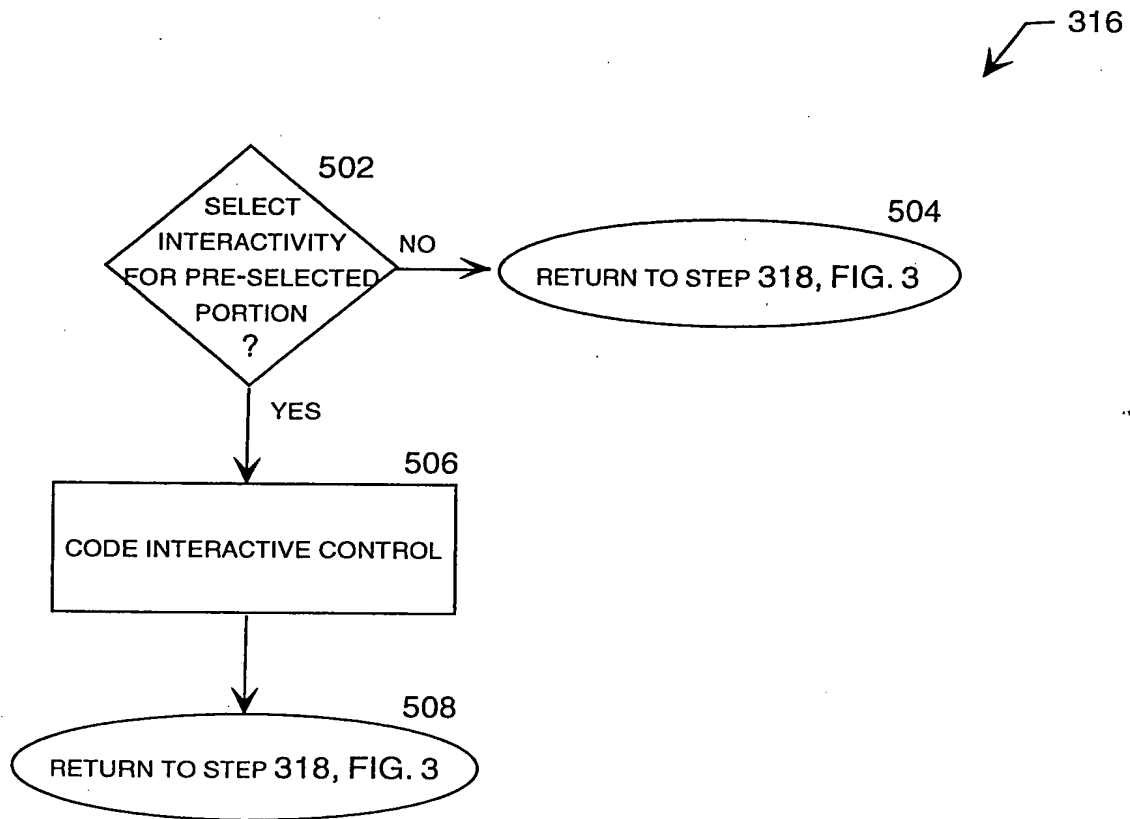 316
502
SELECT
INTERACTIVITY
FOR PRE-SELECTED
PORTION
?
NO
504
RETURN TO STEP 318, FIG. 3
YES
506
CODE INTERACTIVE CONTROL
508
RETURN TO STEP 318, FIG. 3